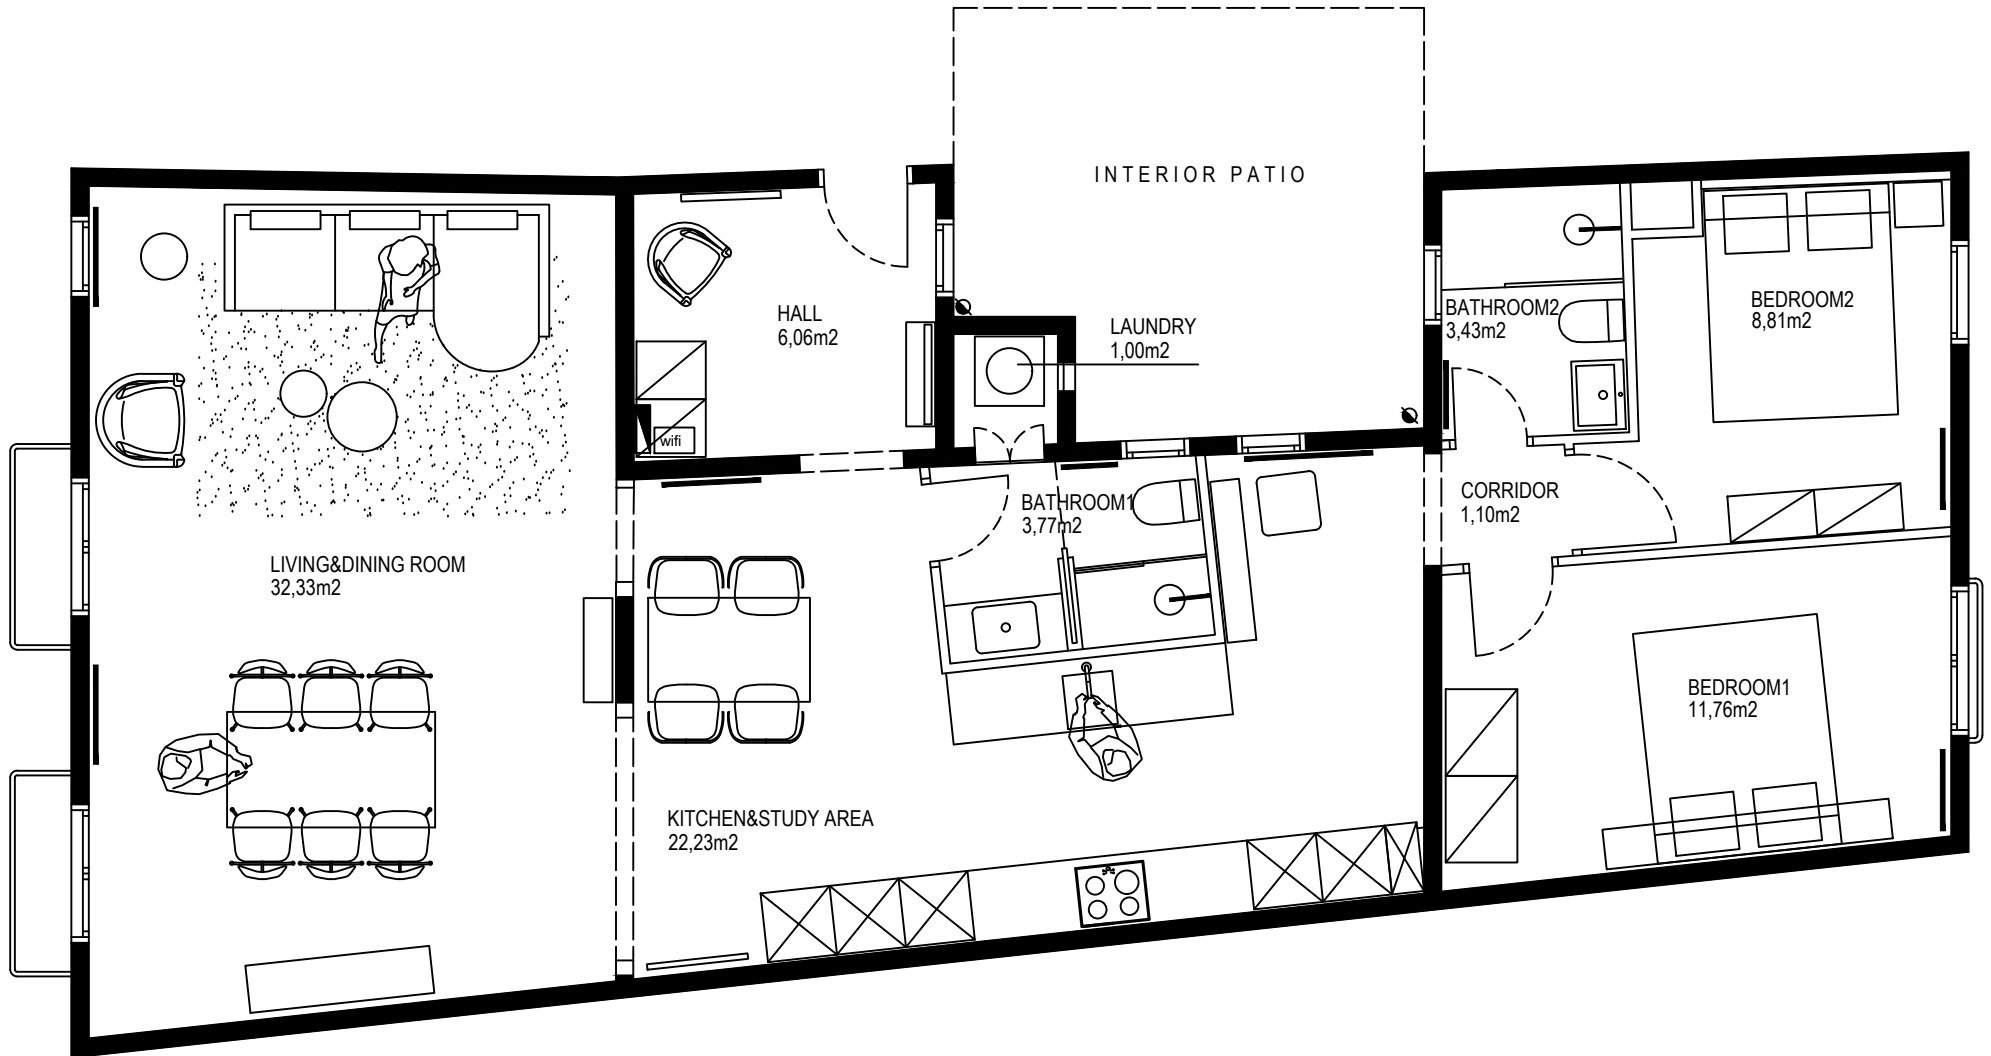 INTERIOR PATIO
HALL
6,06m2
LAUNDRY
1,00m2
BATHROOM2
3,43m2
BEDROOM2
8,81m2
wifi
BATHROOM1
3,77m2
CORRIDOR
1,10m2
LIVING&DINING ROOM
32,33m2
BEDROOM1
11,76m2
KITCHEN&STUDY AREA
22,23m2